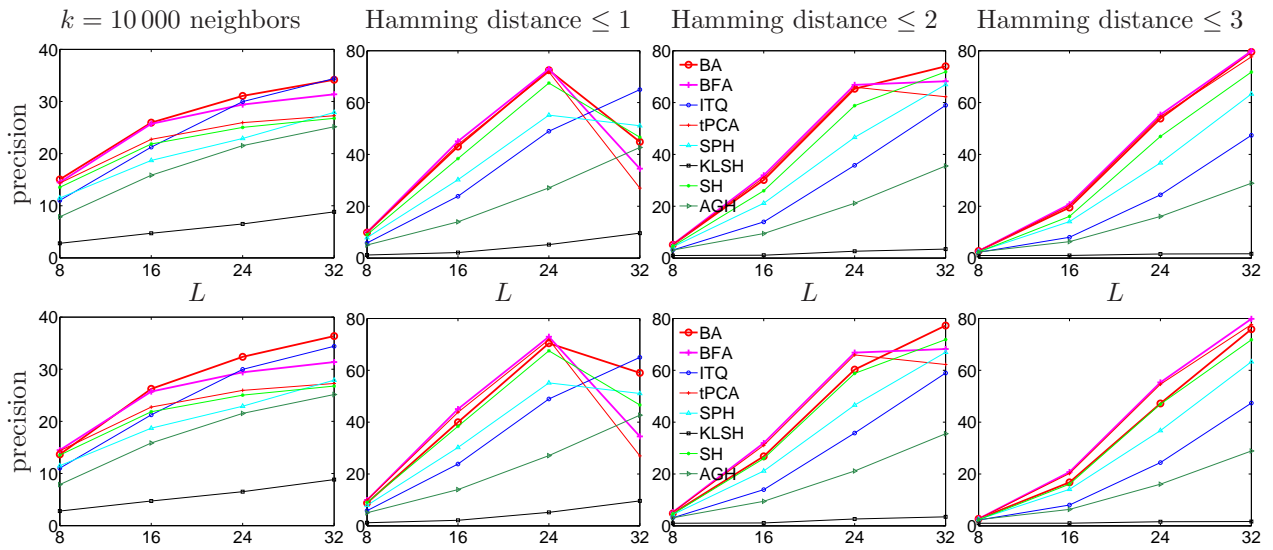 k = 10 000 neighbors
Hamming distance ≤ 1
Hamming distance ≤ 2
Hamming distance ≤ 3
precision
40
30
20
10
0
8 16 24 32
L
80
60
40
20
0
8 16 24 32
80
60
40
20
0
BA
BFA
ITQ
tPCA
SPH
KLSH
SH
AGH
8 16 24 32
L
80
60
40
20
0
8 16 24 32
L
precision
40
30
20
10
0
8 16 24 32
80
60
40
20
0
8 16 24 32
80
60
40
20
0
BA
BFA
ITQ
tPCA
SPH
KLSH
SH
AGH
8 16 24 32
80
60
40
20
0
8 16 24 32